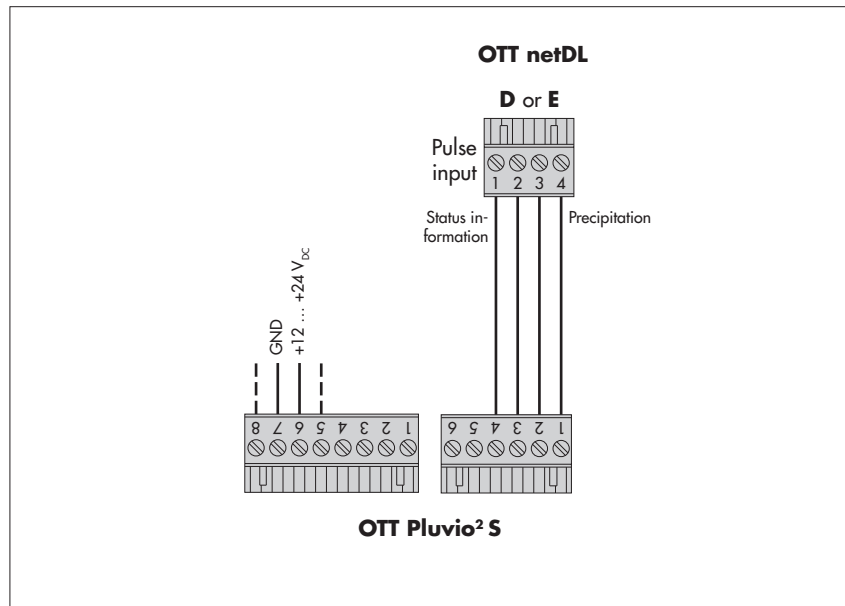 OTT netDL
D or E
Pulse
input
1 2 3 4
Status in-
formation
Precipitation
GND
+12 ... +24 V_DC
8 7 6 5 4 3 2 1
6 5 4 3 2 1
OTT Pluvio² S